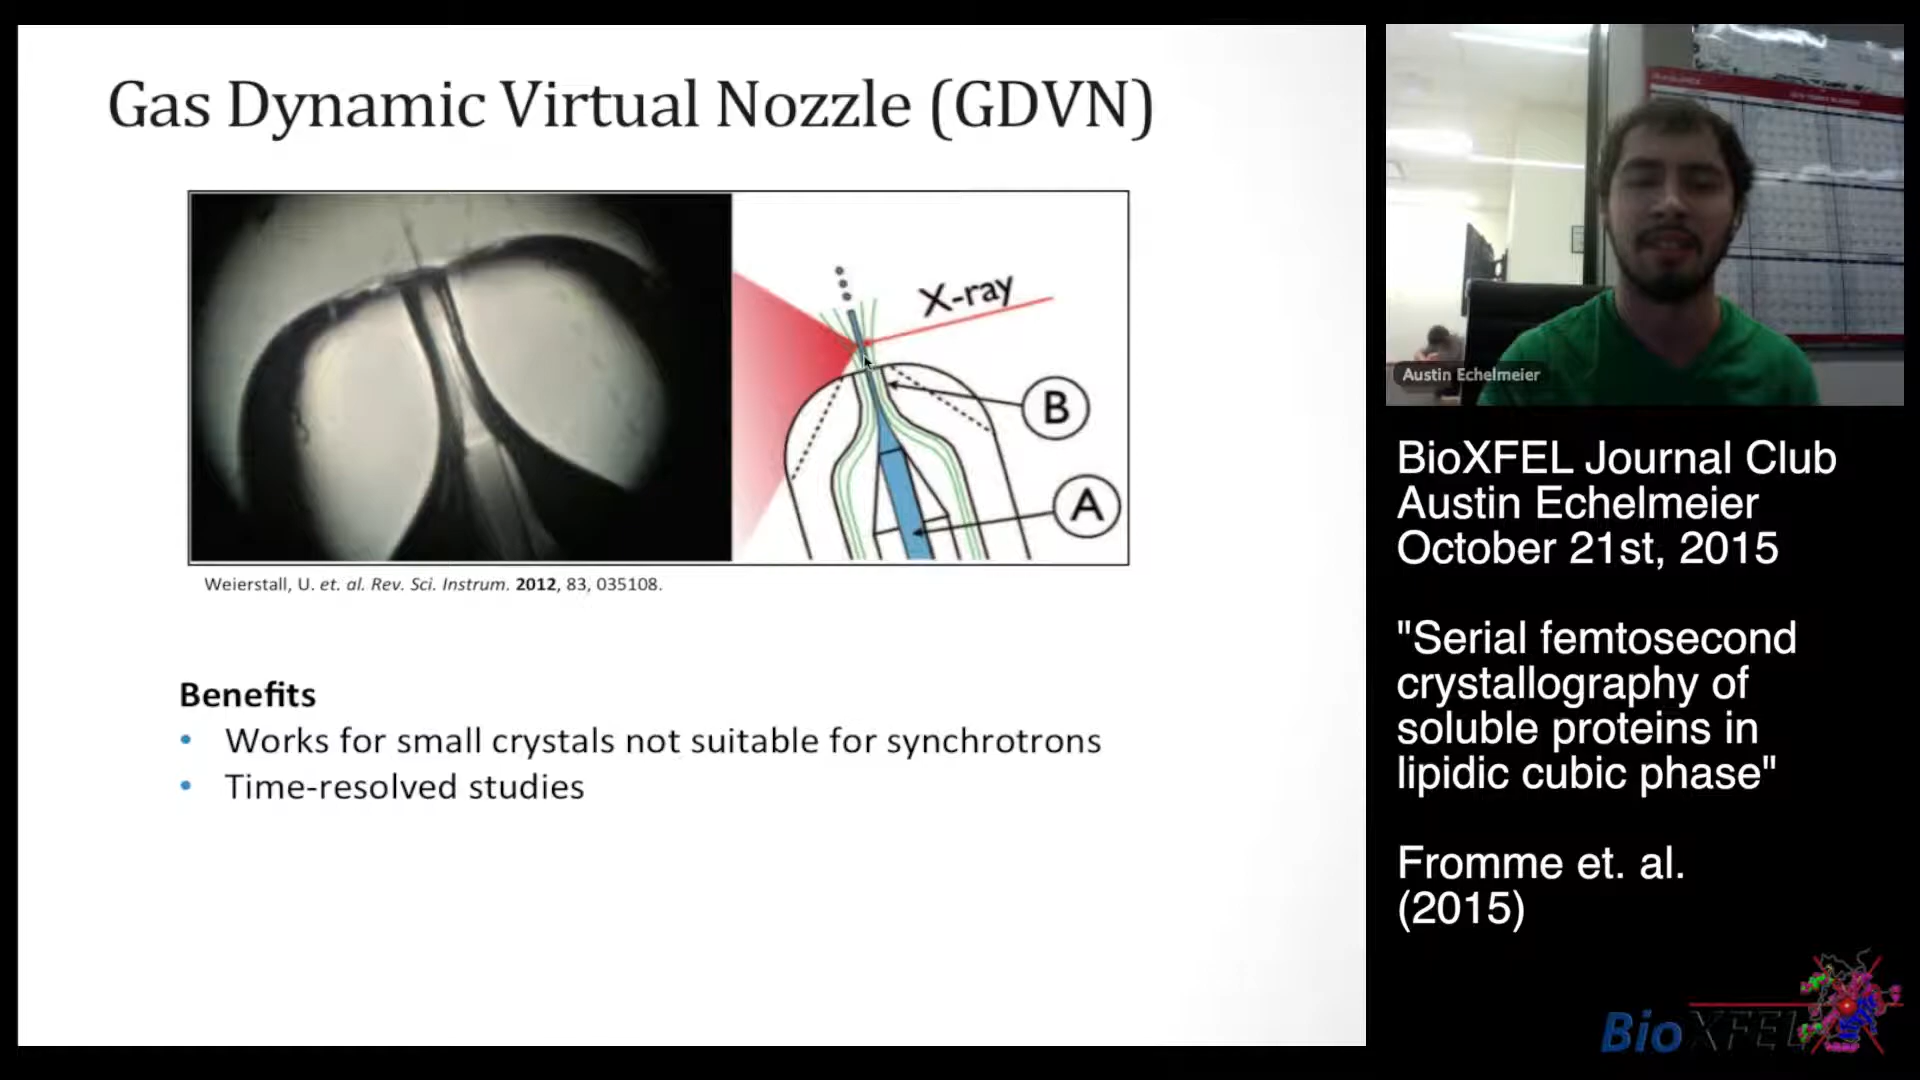 Gas Dynamic Virtual Nozzle (GDVN)
X-ray
B
A
Weierstall, U. et. al. Rev. Sci. Instrum. 2012, 83, 035108.
Benefits
• Works for small crystals not suitable for synchrotrons
• Time-resolved studies
Austin Echelmeier
BioXFEL Journal Club
Austin Echelmeier
October 21st, 2015
"Serial femtosecond
crystallography of
soluble proteins in
lipidic cubic phase"
Fromme et. al.
(2015)
BioXFEL